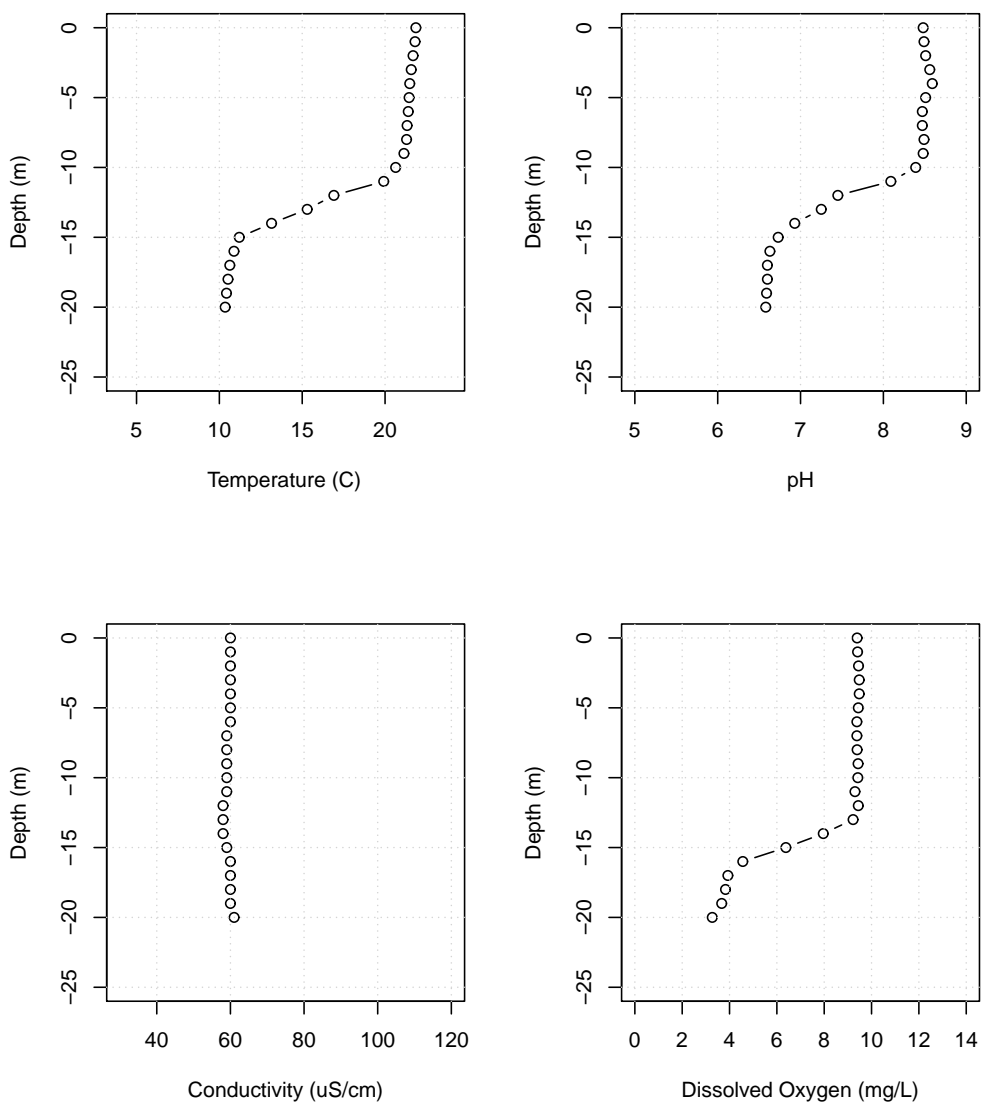 0
−5
−10
−15
−20
−25
Depth (m)
5 10 15 20
Temperature (C)
0
−5
−10
−15
−20
−25
Depth (m)
5 6 7 8 9
pH
0
−5
−10
−15
−20
−25
Depth (m)
40 60 80 100 120
Conductivity (uS/cm)
0
−5
−10
−15
−20
−25
Depth (m)
0 2 4 6 8 10 12 14
Dissolved Oxygen (mg/L)